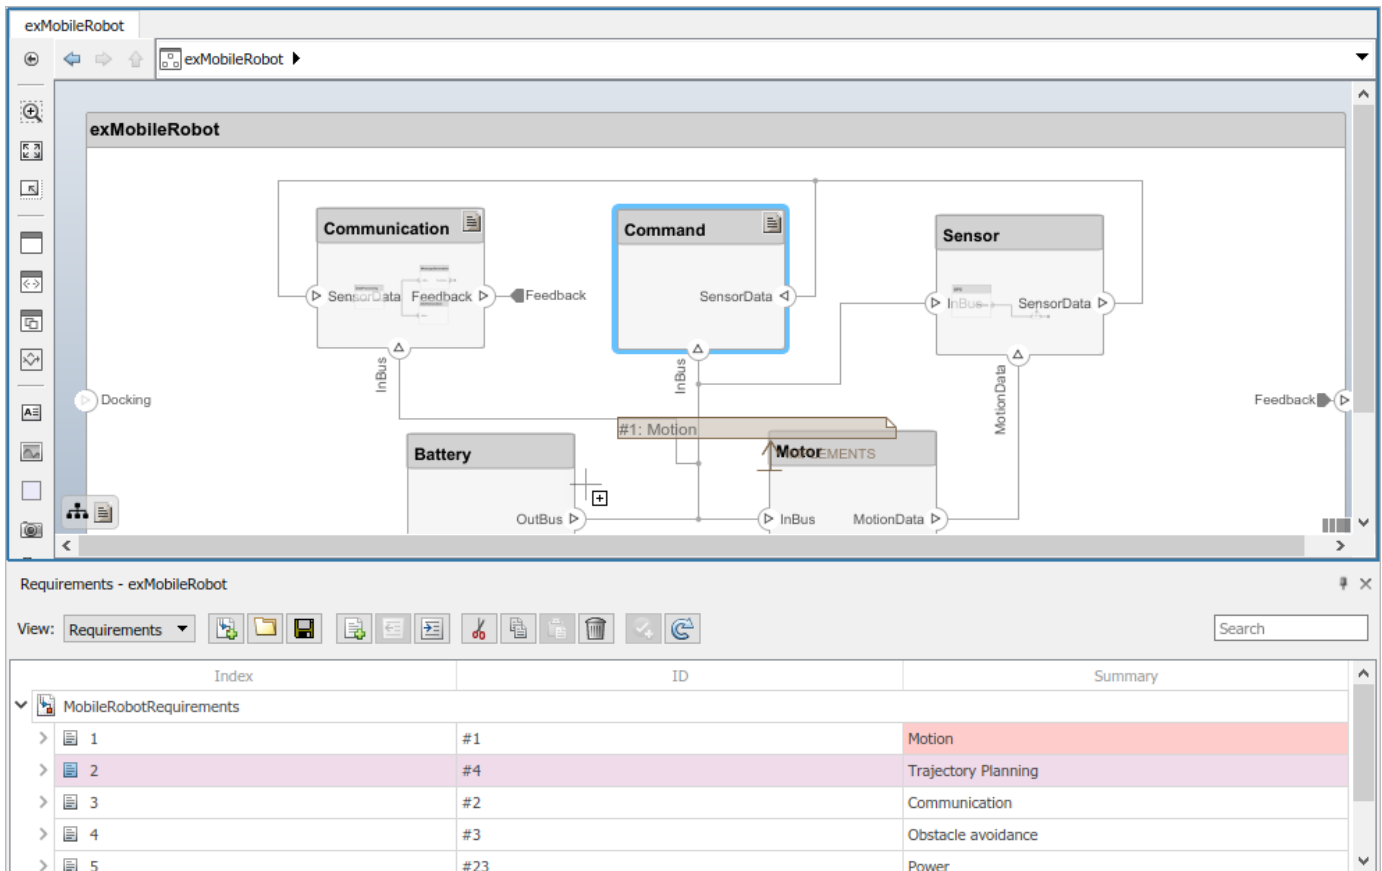 exMobileRobot
exMobileRobot
exMobileRobot
Communication
Command
Sensor
SensorData
Feedback
Feedback
SensorData
InBus
SensorData
InBus
InBus
MotionData
Docking
Feedback
#1: Motion
Battery
Motor
OutBus
InBus
MotionData
Requirements - exMobileRobot
View: Requirements
Search
Index ID Summary
MobileRobotRequirements
1 #1 Motion
2 #4 Trajectory Planning
3 #2 Communication
4 #3 Obstacle avoidance
5 #23 Power